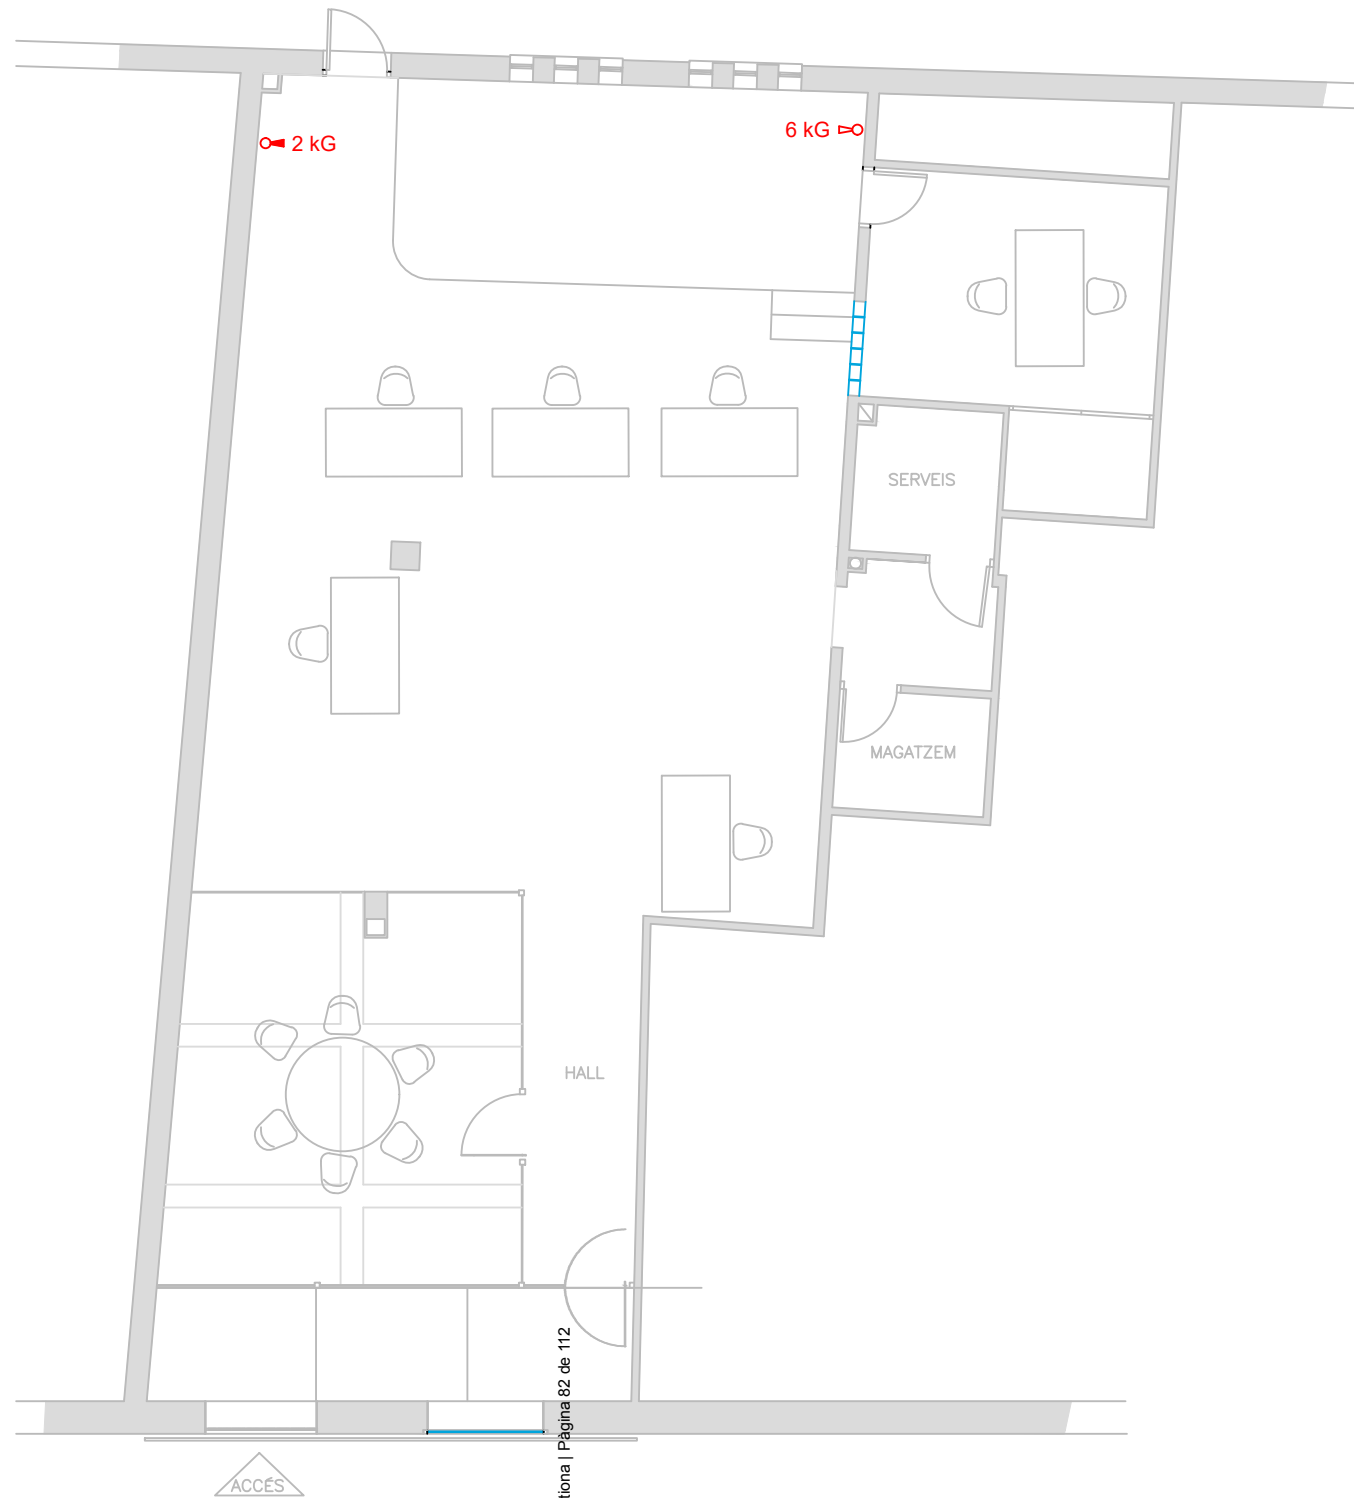 6 kG
2 kG
SERVEIS
MAGATZEM
HALL
tiona | Pàgina 82 de 112
ACCÉS